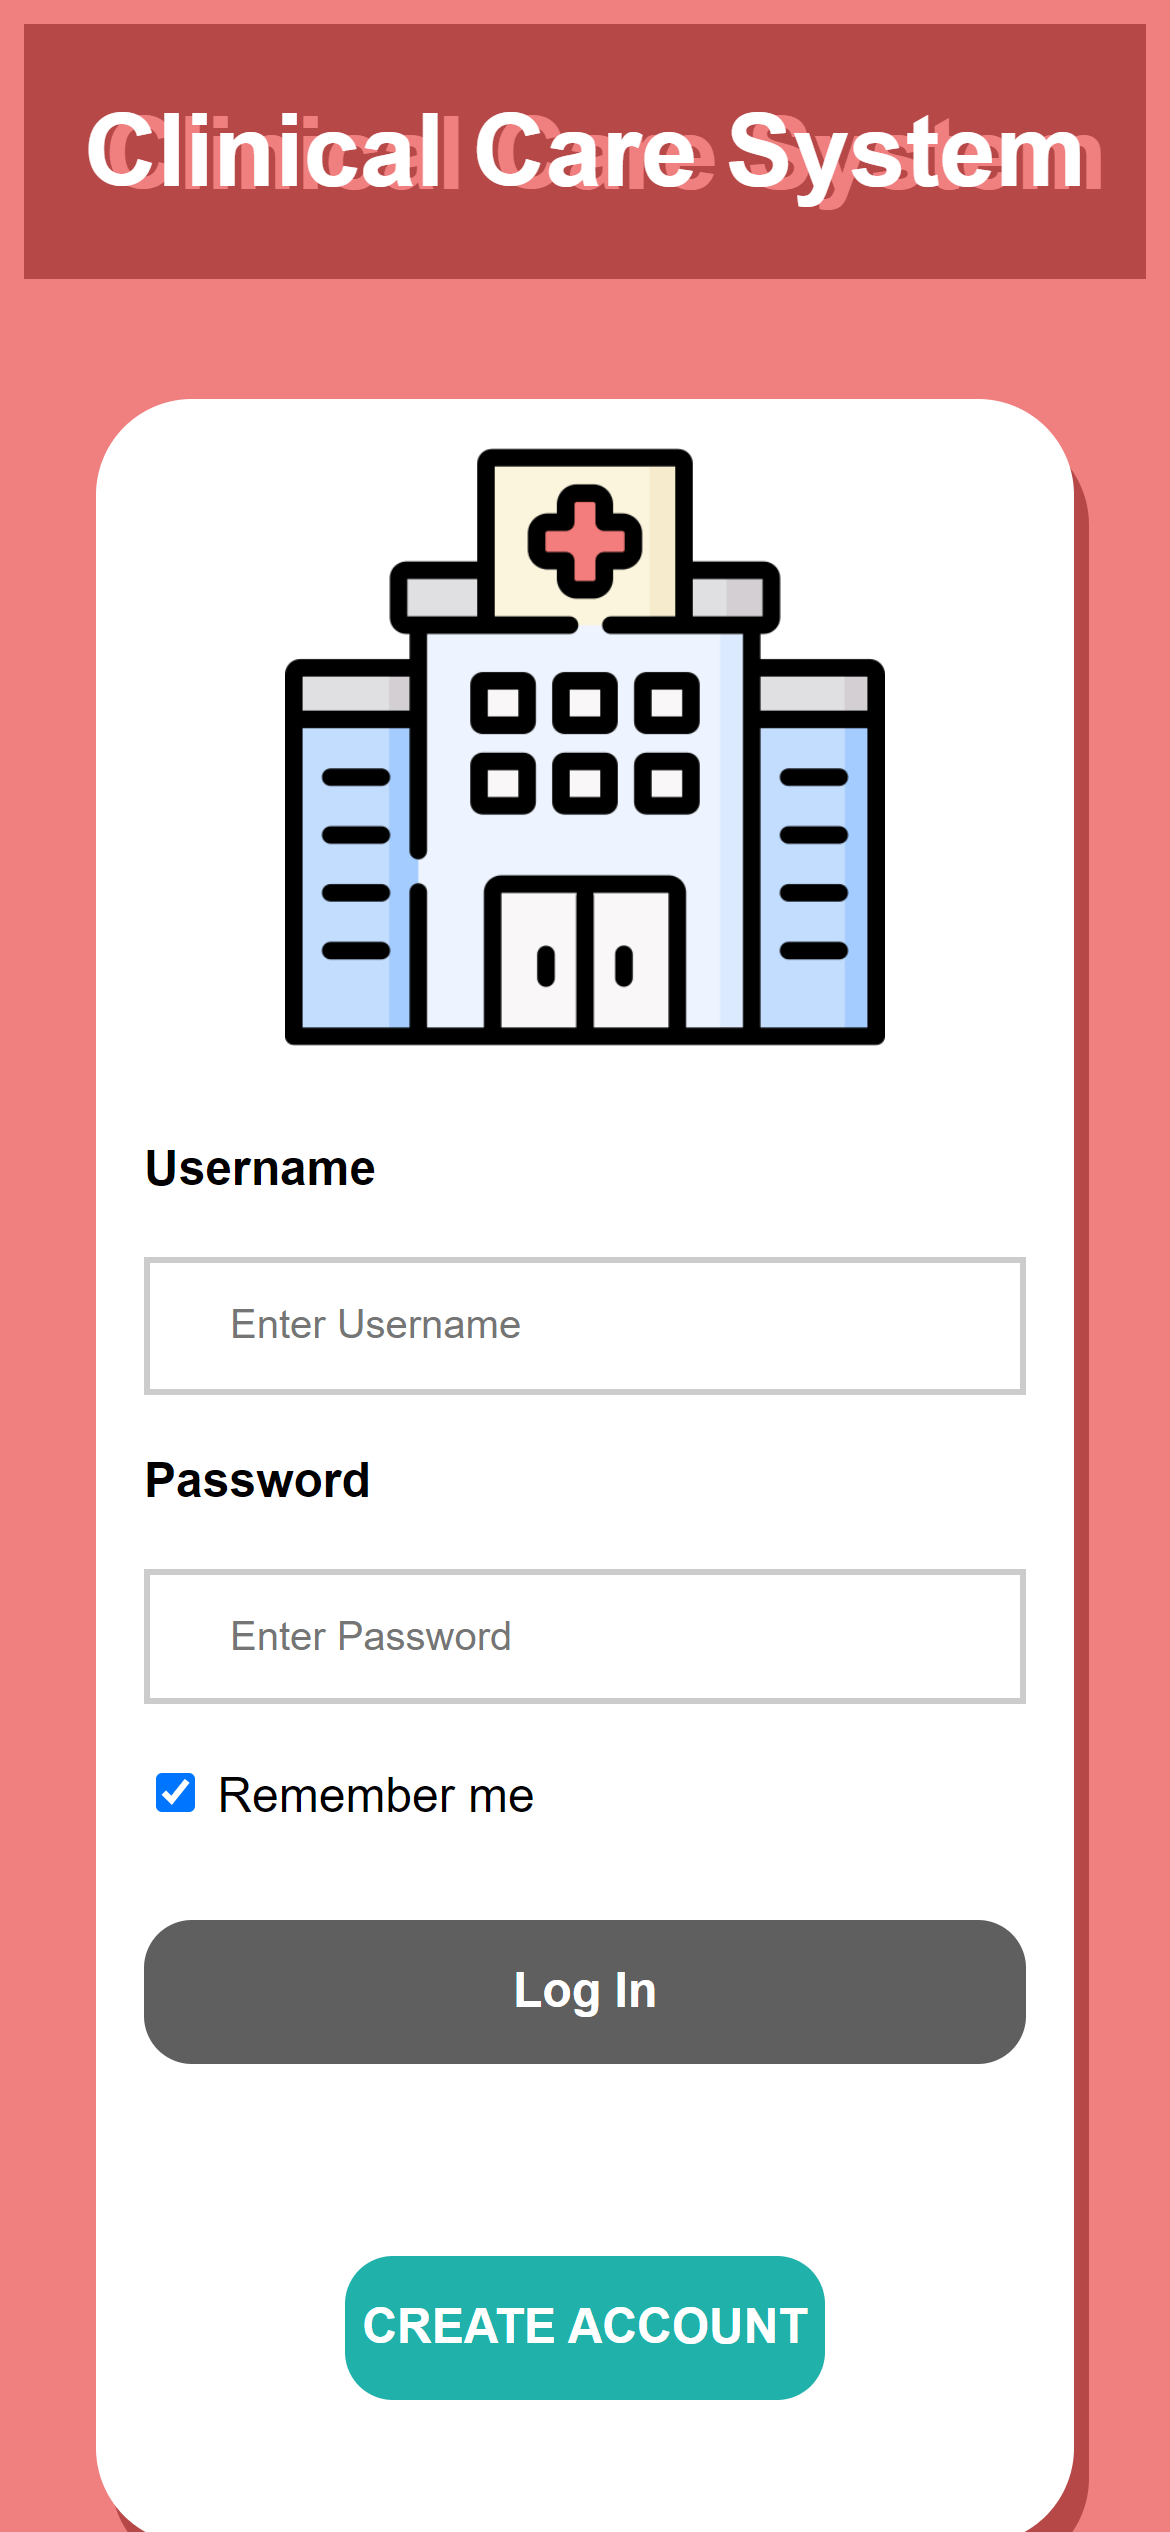 Clinical Care System
Username
Enter Username
Password
Enter Password
Remember me
Log In
CREATE ACCOUNT